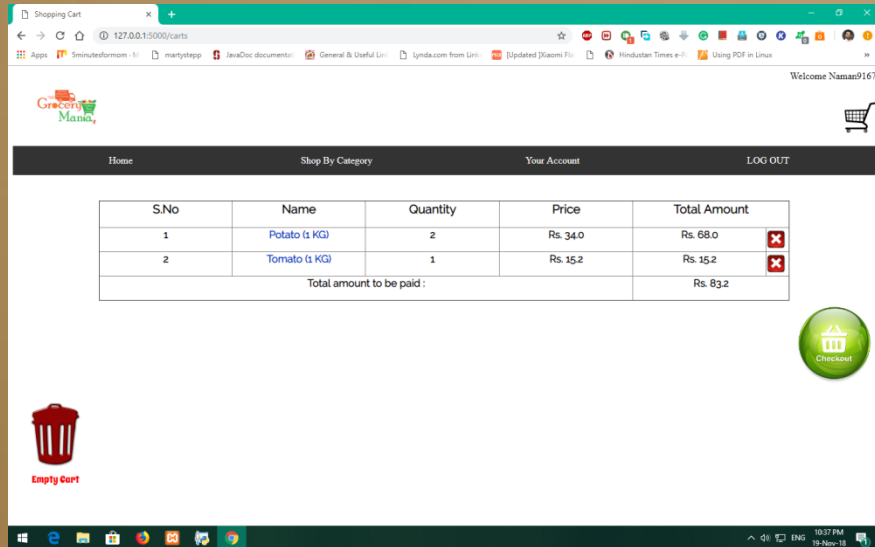 Shopping Cart
127.0.0.1:5000/carts
Apps 5minutesformom - M martystepp JavaDoc documentat General & Useful Lin Lynda.com from Link [Updated ]Xiaomi Fla Hindustan Times e-P Using PDF in Linux
Welcome Naman9167
Grocery
Mania
Home Shop By Category Your Account LOG OUT
S.No Name Quantity Price Total Amount
1 Potato (1 KG) 2 Rs. 34.0 Rs. 68.0
2 Tomato (1 KG) 1 Rs. 15.2 Rs. 15.2
Total amount to be paid : Rs. 83.2
Checkout
Empty Cart
ENG 10:37 PM
19-Nov-18